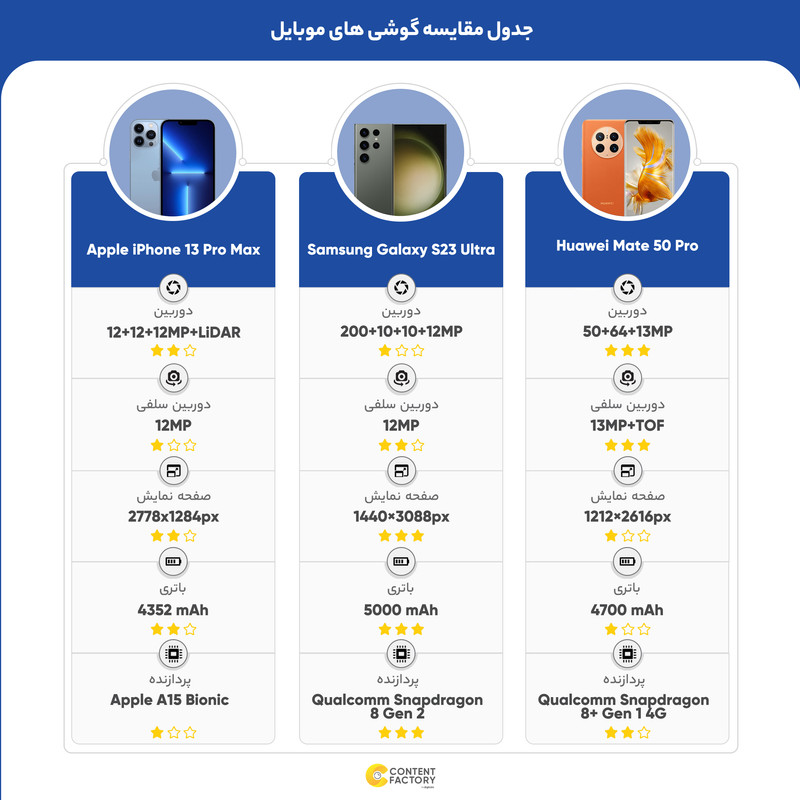 جدول مقایسه گوشی های موبایل
Apple iPhone 13 Pro Max
دوربین
12+12+12MP+LiDAR
دوربین سلفی
12MP
صفحه نمایش
2778x1284px
باتری
4352 mAh
پردازنده
Apple A15 Bionic
Samsung Galaxy S23 Ultra
دوربین
200+10+10+12MP
دوربین سلفی
12MP
صفحه نمایش
1440×3088px
باتری
5000 mAh
پردازنده
Qualcomm Snapdragon
8 Gen 2
Huawei Mate 50 Pro
دوربین
50+64+13MP
دوربین سلفی
13MP+TOF
صفحه نمایش
1212×2616px
باتری
4700 mAh
پردازنده
Qualcomm Snapdragon
8+ Gen 1 4G
CONTENT
FACTORY